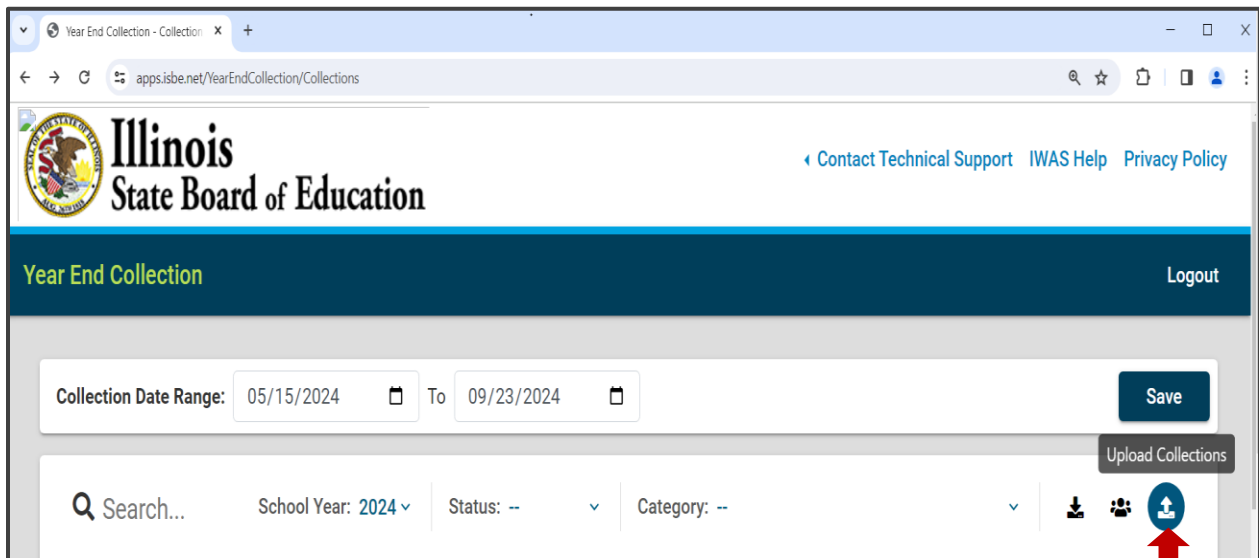 Year End Collection - Collection
apps.isbe.net/YearEndCollection/Collections
Illinois
State Board of Education
Contact Technical Support IWAS Help Privacy Policy
Year End Collection Logout
Collection Date Range: 05/15/2024 To 09/23/2024 Save
Upload Collections
Search... School Year: 2024 Status: -- Category: --